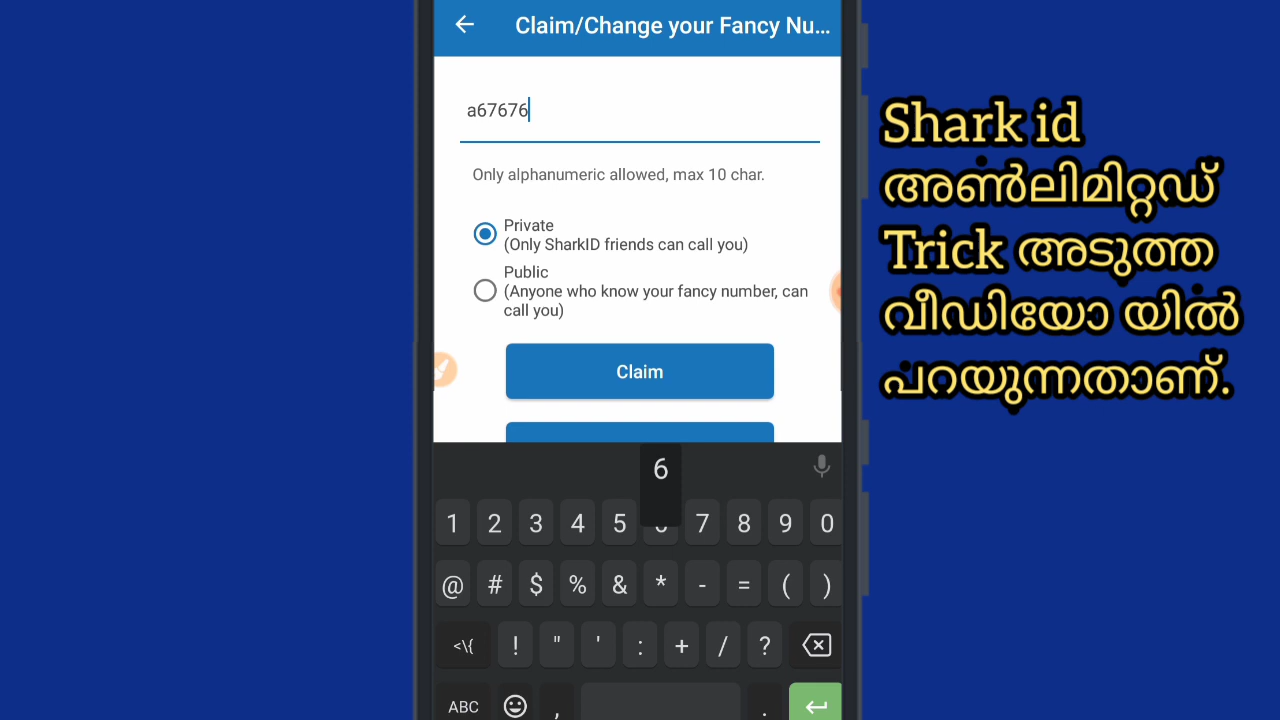 Claim/Change your Fancy Nu...
a67676
Only alphanumeric allowed, max 10 char.
Private
(Only SharkID friends can call you)
Public
(Anyone who know your fancy number, can
call you)
Claim
6
1 2 3 4 5 6 7 8 9 0
@ # $ % & * - = ( )
<\{ ! " ' : + / ?
ABC , .
Shark id
അൺലിമിറ്റഡ്
Trick അടുത്ത
വീഡിയോ യിൽ
പറയുന്നതാണ്.